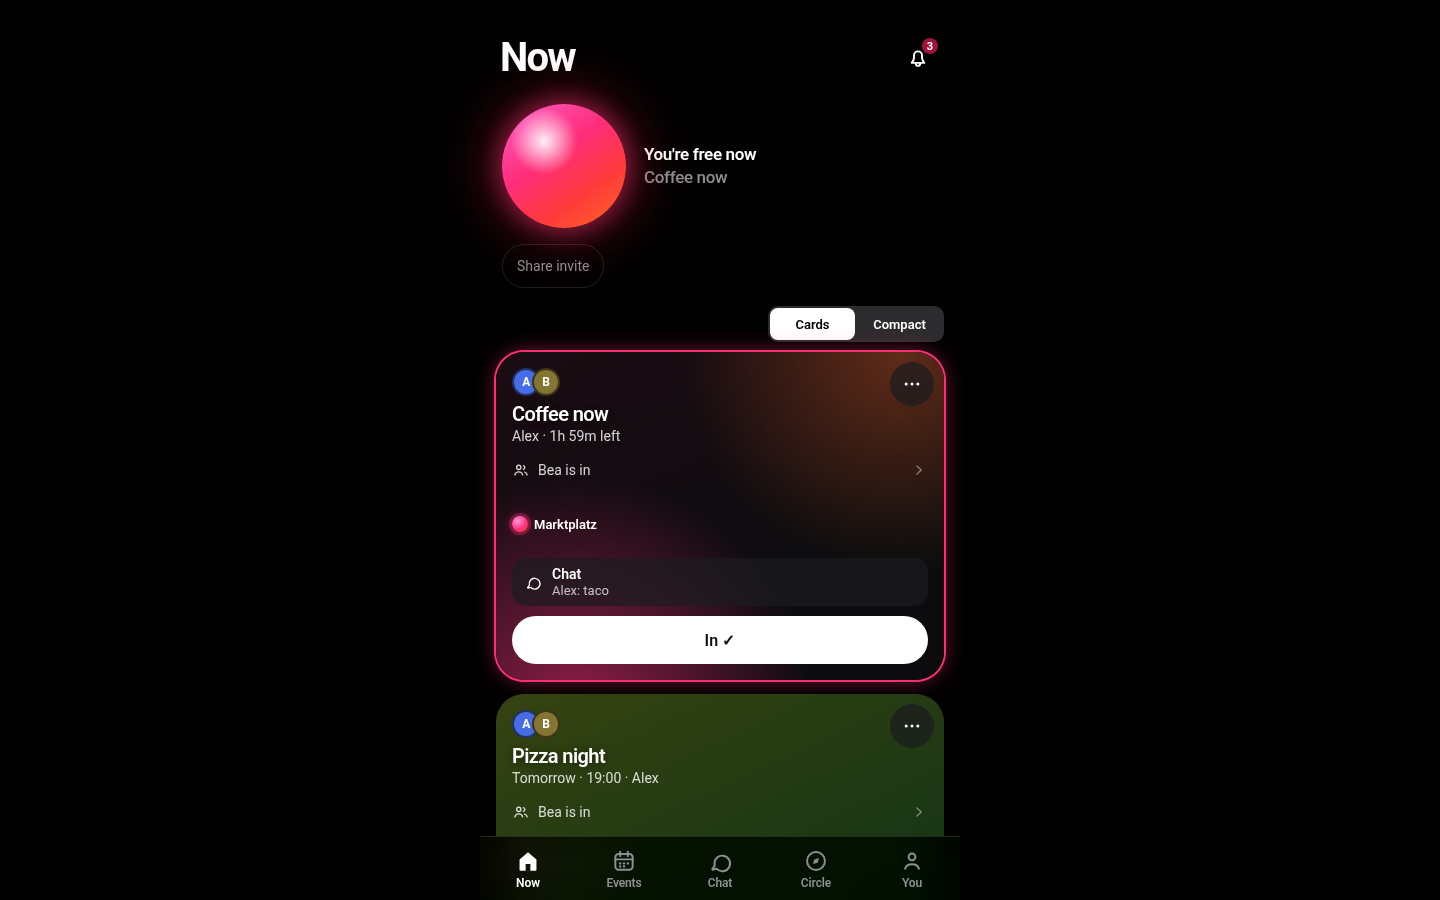 Now
3
You're free now
Coffee now
Share invite
Cards Compact
A B
Coffee now
Alex · 1h 59m left
Bea is in
Marktplatz
Chat
Alex: taco
In ✓
A B
Pizza night
Tomorrow · 19:00 · Alex
Bea is in
Now Events Chat Circle You